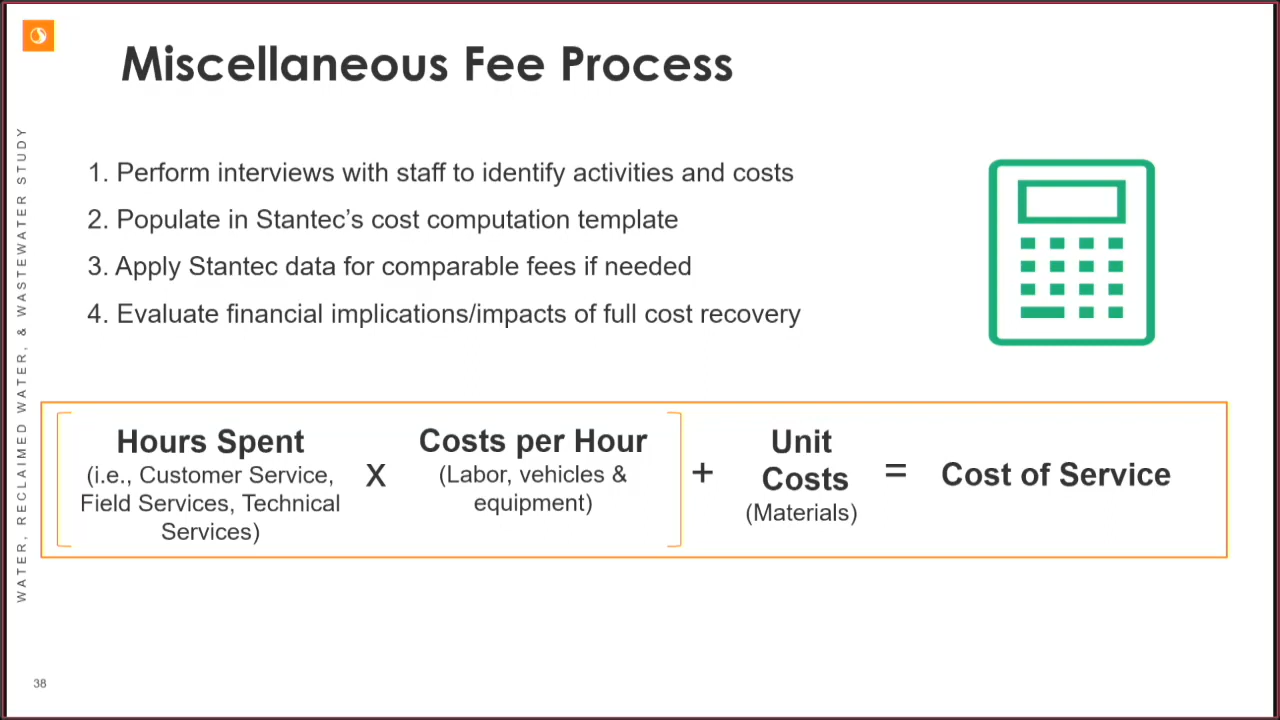 Miscellaneous Fee Process
WATER, RECLAIMED WATER, & WASTEWATER STUDY
1. Perform interviews with staff to identify activities and costs
2. Populate in Stantec’s cost computation template
3. Apply Stantec data for comparable fees if needed
4. Evaluate financial implications/impacts of full cost recovery
Hours Spent
(i.e., Customer Service,
Field Services, Technical
Services)
x
Costs per Hour
(Labor, vehicles &
equipment)
+
Unit
Costs
(Materials)
=
Cost of Service
38